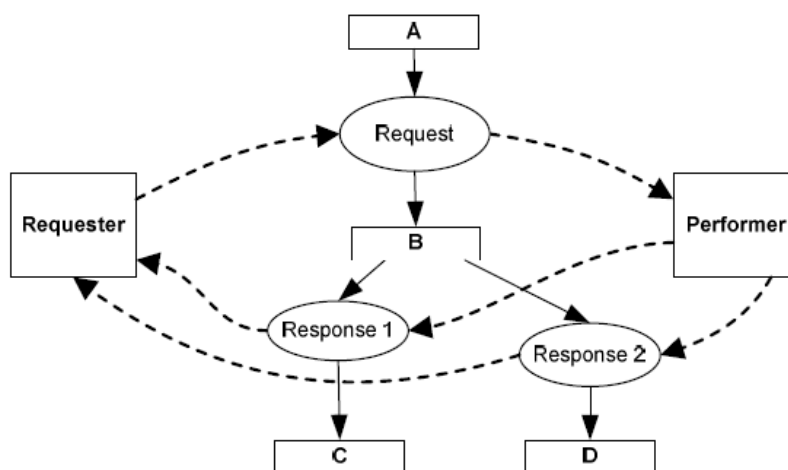 A
Request
Requester
Performer
B
Response 1
Response 2
C
D